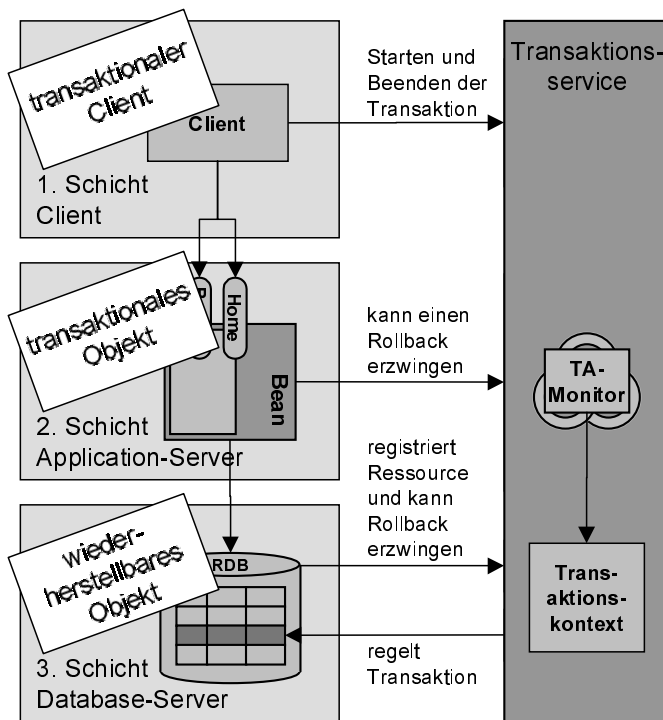 transaktionaler
Client
Client
1. Schicht
Client
Starten und
Beenden der
Transaktion
Transaktions-
service
transaktionales
Objekt
Home
Bean
2. Schicht
Application-Server
kann einen
Rollback
erzwingen
TA-
Monitor
registriert
Ressource
und kann
Rollback
erzwingen
Trans-
aktions-
kontext
wieder-
herstellbares
Objekt
RDB
3. Schicht
Database-Server
regelt
Transaktion